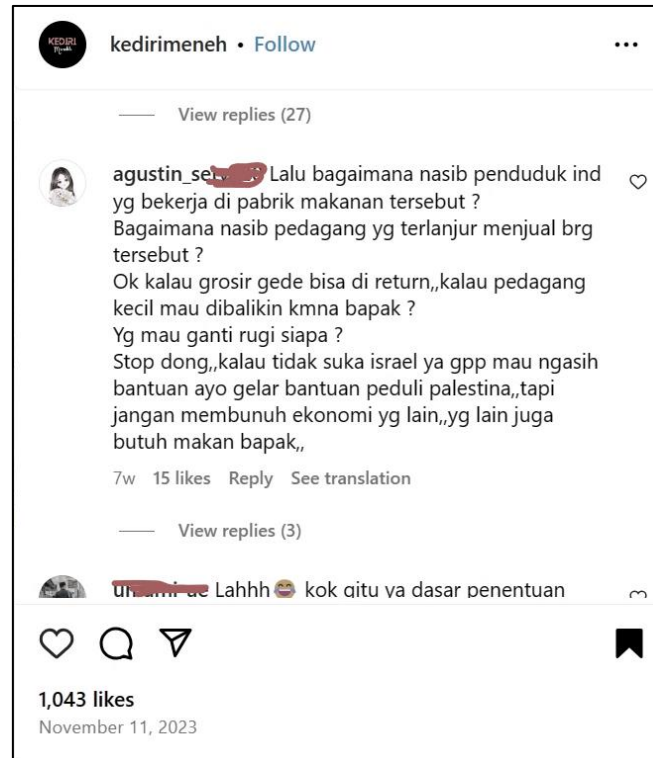 KEDIRI
kedirimeneh • Follow
View replies (27)
Lalu bagaimana nasib penduduk ind
yg bekerja di pabrik makanan tersebut ?
Bagaimana nasib pedagang yg terlanjur menjual brg
tersebut ?
Ok kalau grosir gede bisa di return,,kalau pedagang
kecil mau dibalikin kmna bapak ?
Yg mau ganti rugi siapa ?
Stop dong,,kalau tidak suka israel ya gpp mau ngasih
bantuan ayo gelar bantuan peduli palestina,,tapi
jangan membunuh ekonomi yg lain,,yg lain juga
butuh makan bapak,,
7w 15 likes Reply See translation
View replies (3)
Lahhh😂 kok gitu ya dasar penentuan
1,043 likes
November 11, 2023